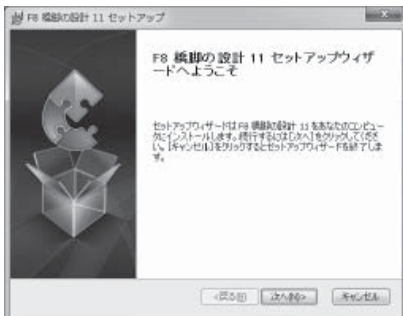 F8 橋脚の設計 11 セットアップ
F8 橋脚の設計 11 セットアップウィザ
ードへようこそ
セットアップウィザードは F8 橋脚の設計 11 をあなたのコンピュー
タにインストールします。続行するには[次へ]をクリックしてくださ
い。[キャンセル]をクリックするとセットアップウィザードを終了しま
す。
<戻る(B) 次へ(N)> キャンセル